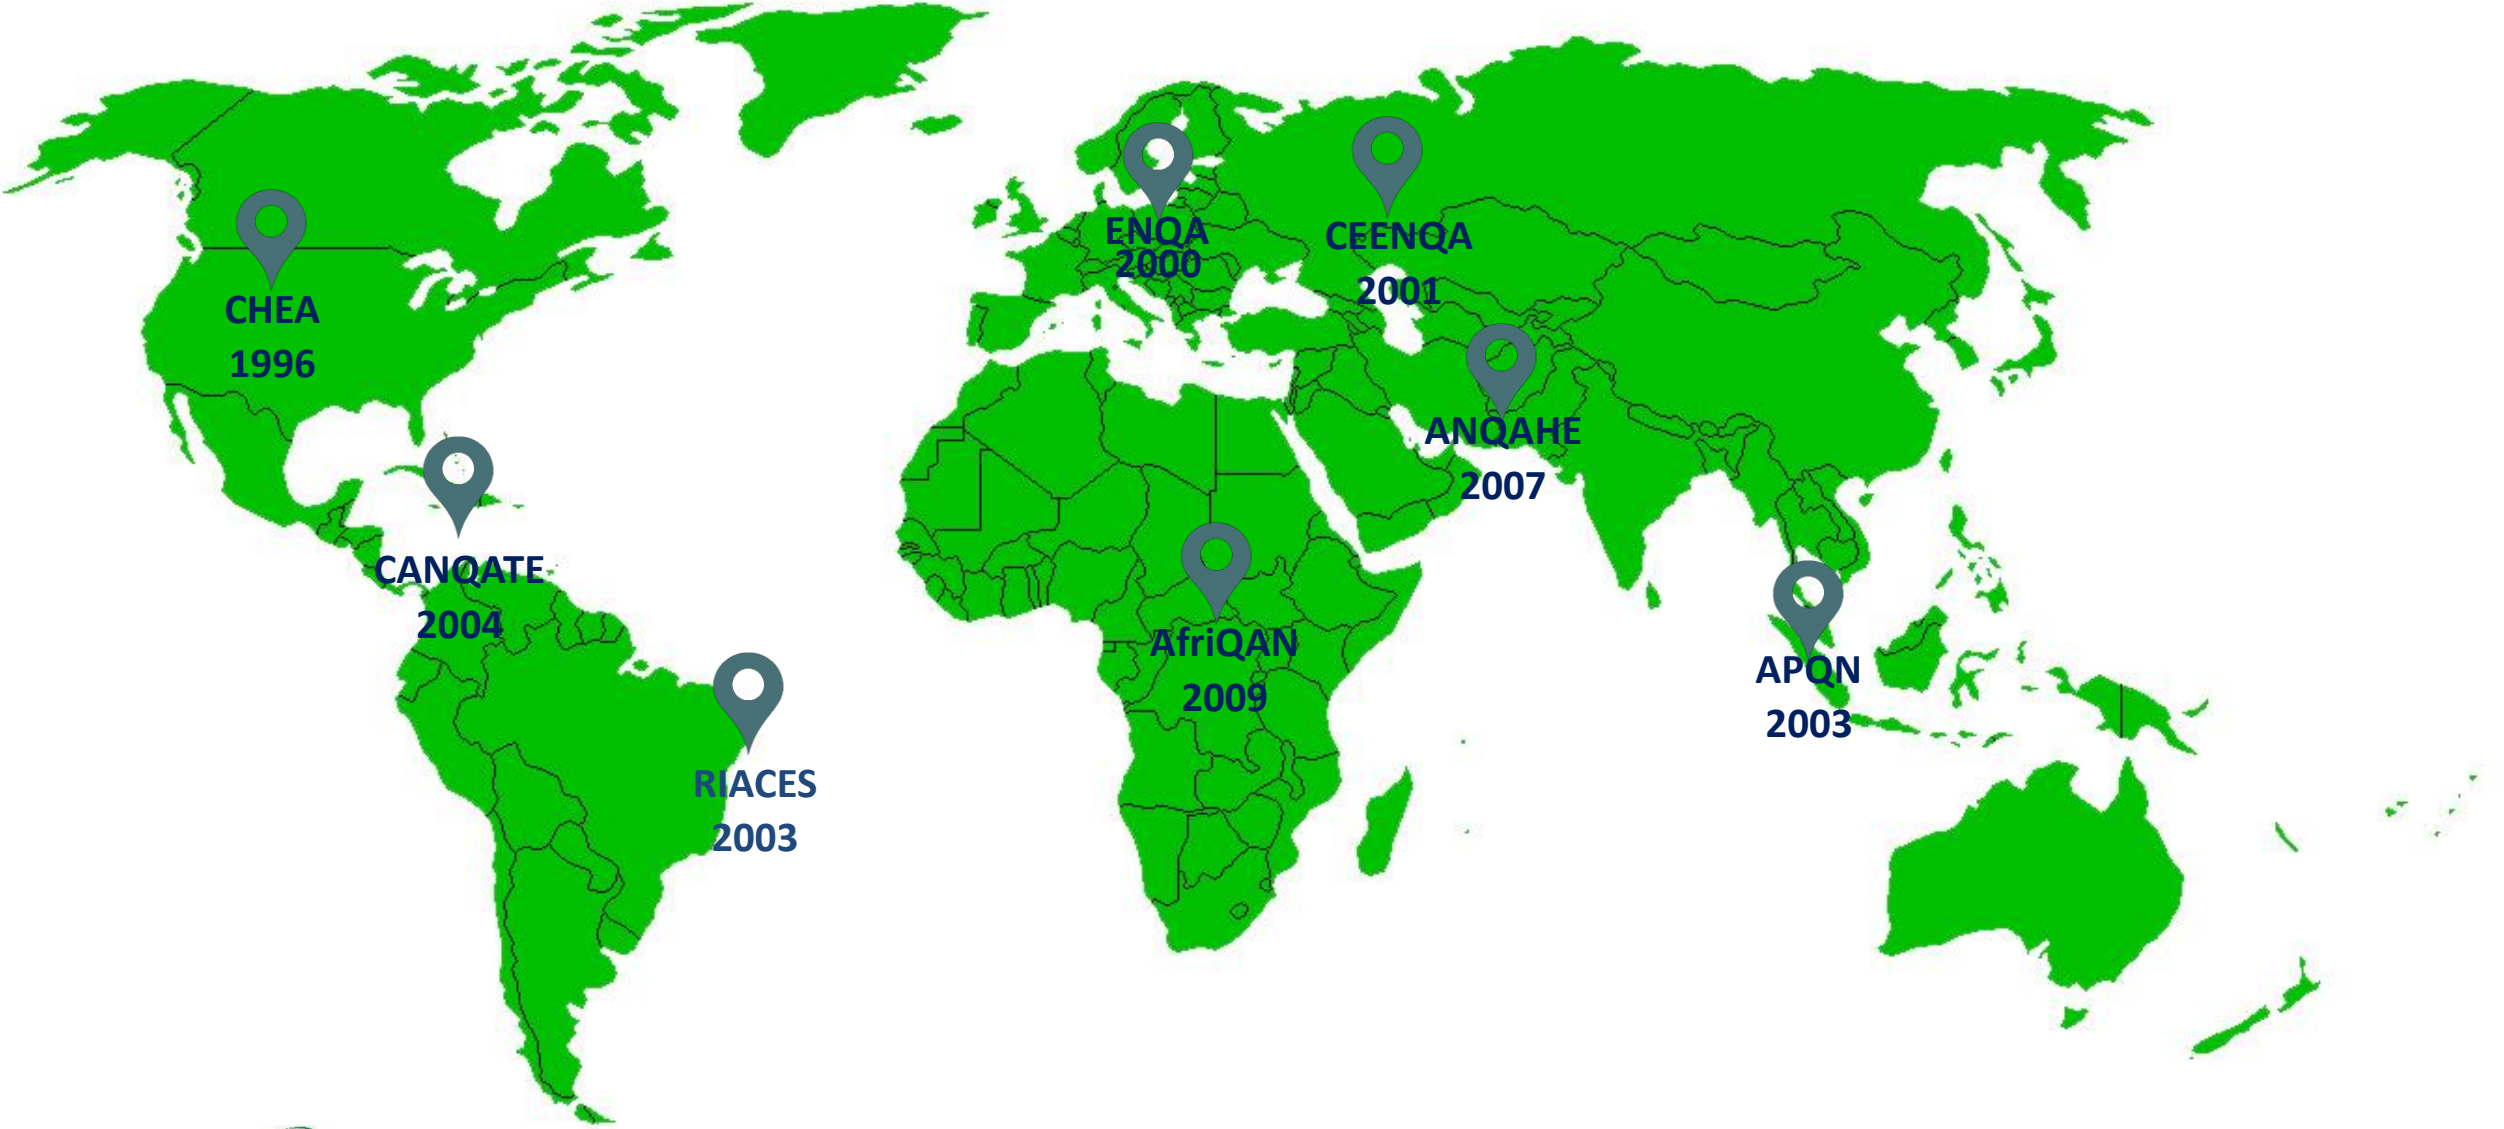 ENQA
2000
CEENQA
2001
CHEA
1996
ANQAHE
2007
CANQATE
2004
AfriQAN
2009
APQN
2003
RIACES
2003